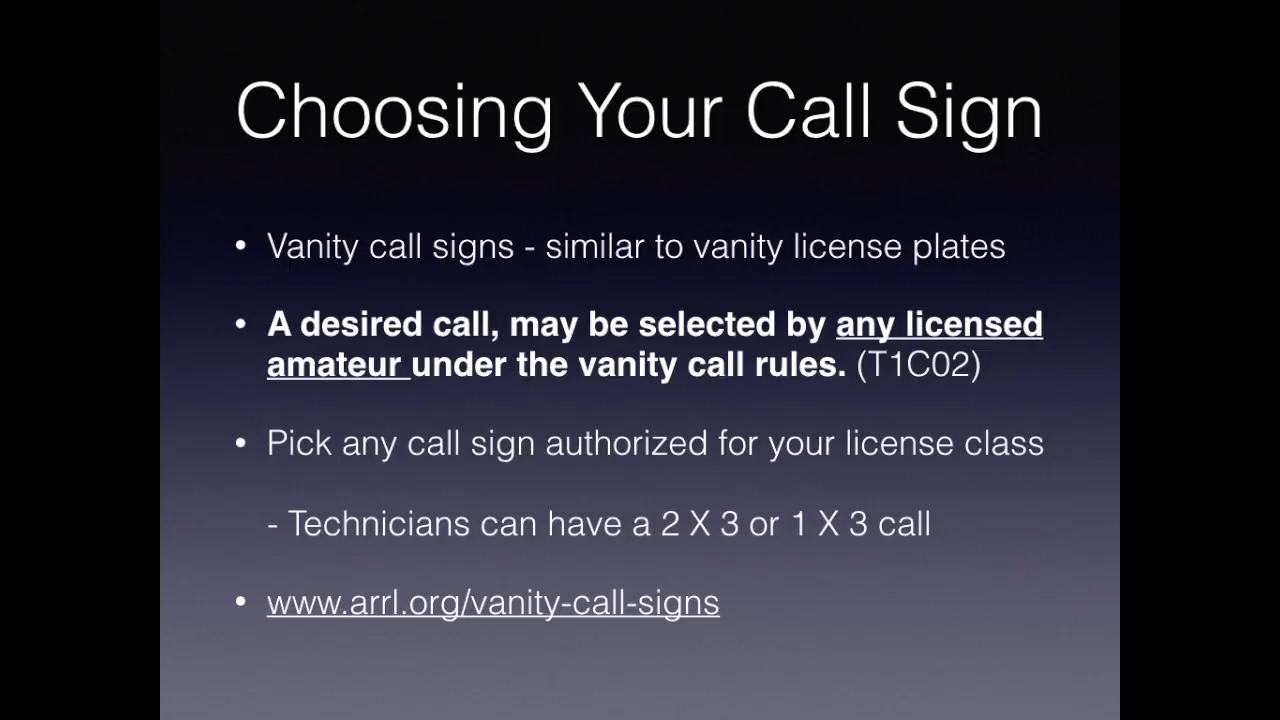 Choosing Your Call Sign
• Vanity call signs - similar to vanity license plates
• A desired call, may be selected by any licensed
amateur under the vanity call rules. (T1C02)
• Pick any call sign authorized for your license class
- Technicians can have a 2 X 3 or 1 X 3 call
• www.arrl.org/vanity-call-signs